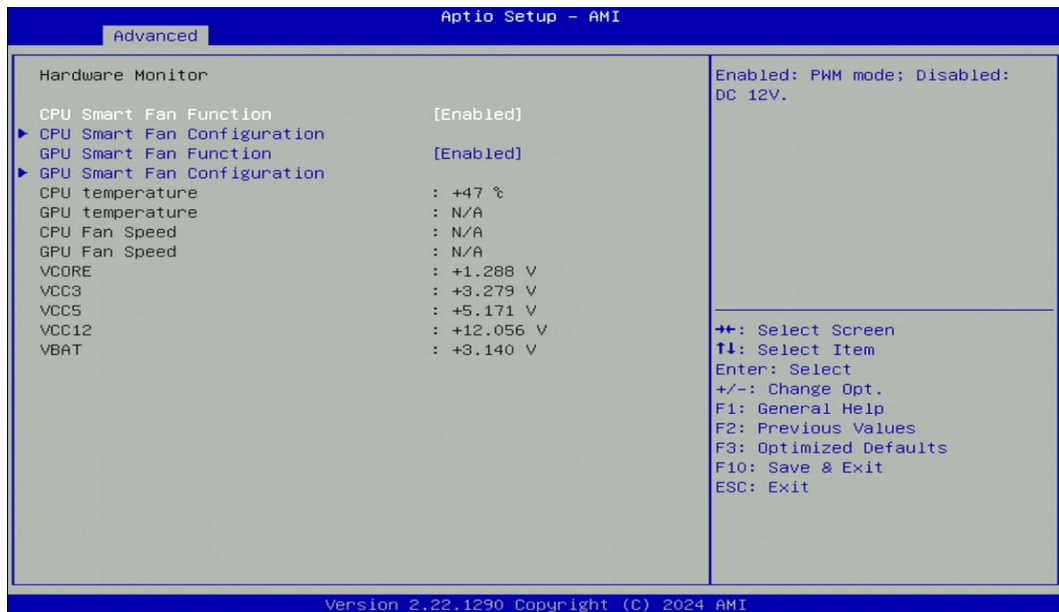 Aptio Setup – AMI
Advanced
Hardware Monitor
CPU Smart Fan Function [Enabled]
▶ CPU Smart Fan Configuration
GPU Smart Fan Function [Enabled]
▶ GPU Smart Fan Configuration
CPU temperature : +47 ℃
GPU temperature : N/A
CPU Fan Speed : N/A
GPU Fan Speed : N/A
VCORE : +1.288 V
VCC3 : +3.279 V
VCC5 : +5.171 V
VCC12 : +12.056 V
VBAT : +3.140 V
Enabled: PWM mode; Disabled:
DC 12V.
→←: Select Screen
↑↓: Select Item
Enter: Select
+/-: Change Opt.
F1: General Help
F2: Previous Values
F3: Optimized Defaults
F10: Save & Exit
ESC: Exit
Version 2.22.1290 Copyright (C) 2024 AMI